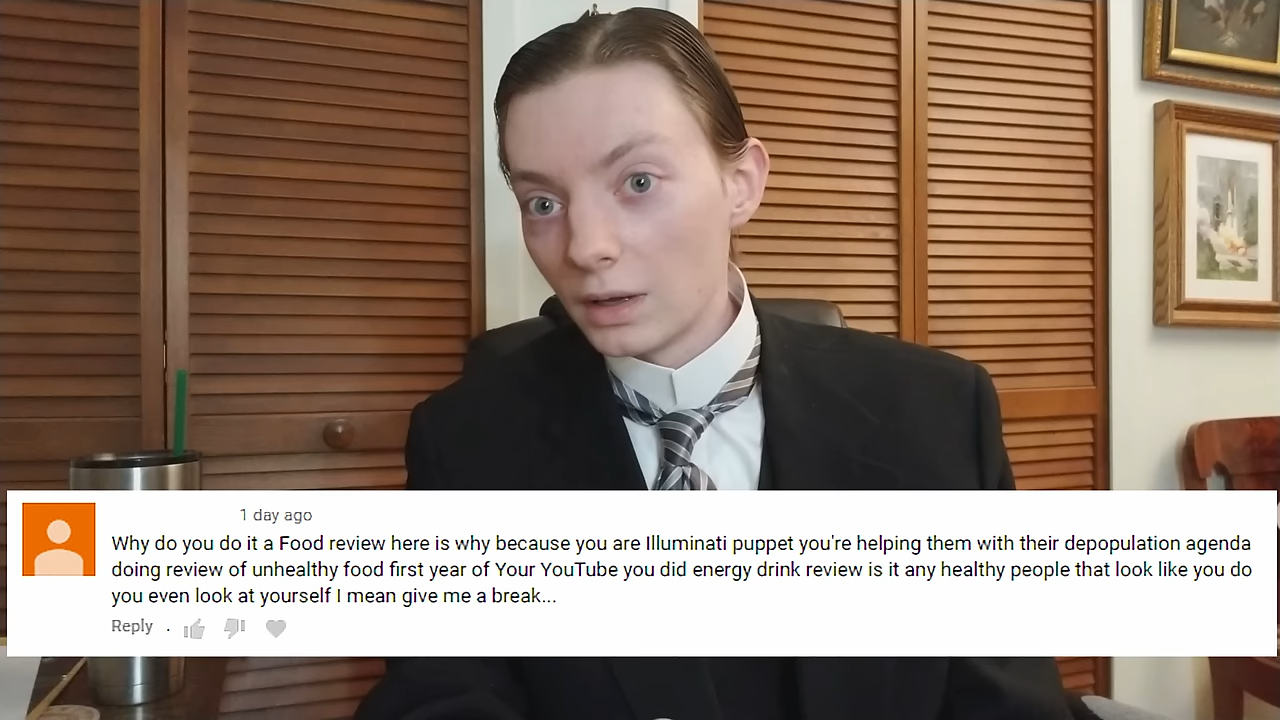 1 day ago
Why do you do it a Food review here is why because you are Illuminati puppet you're helping them with their depopulation agenda
doing review of unhealthy food first year of Your YouTube you did energy drink review is it any healthy people that look like you do
you even look at yourself I mean give me a break...
Reply .